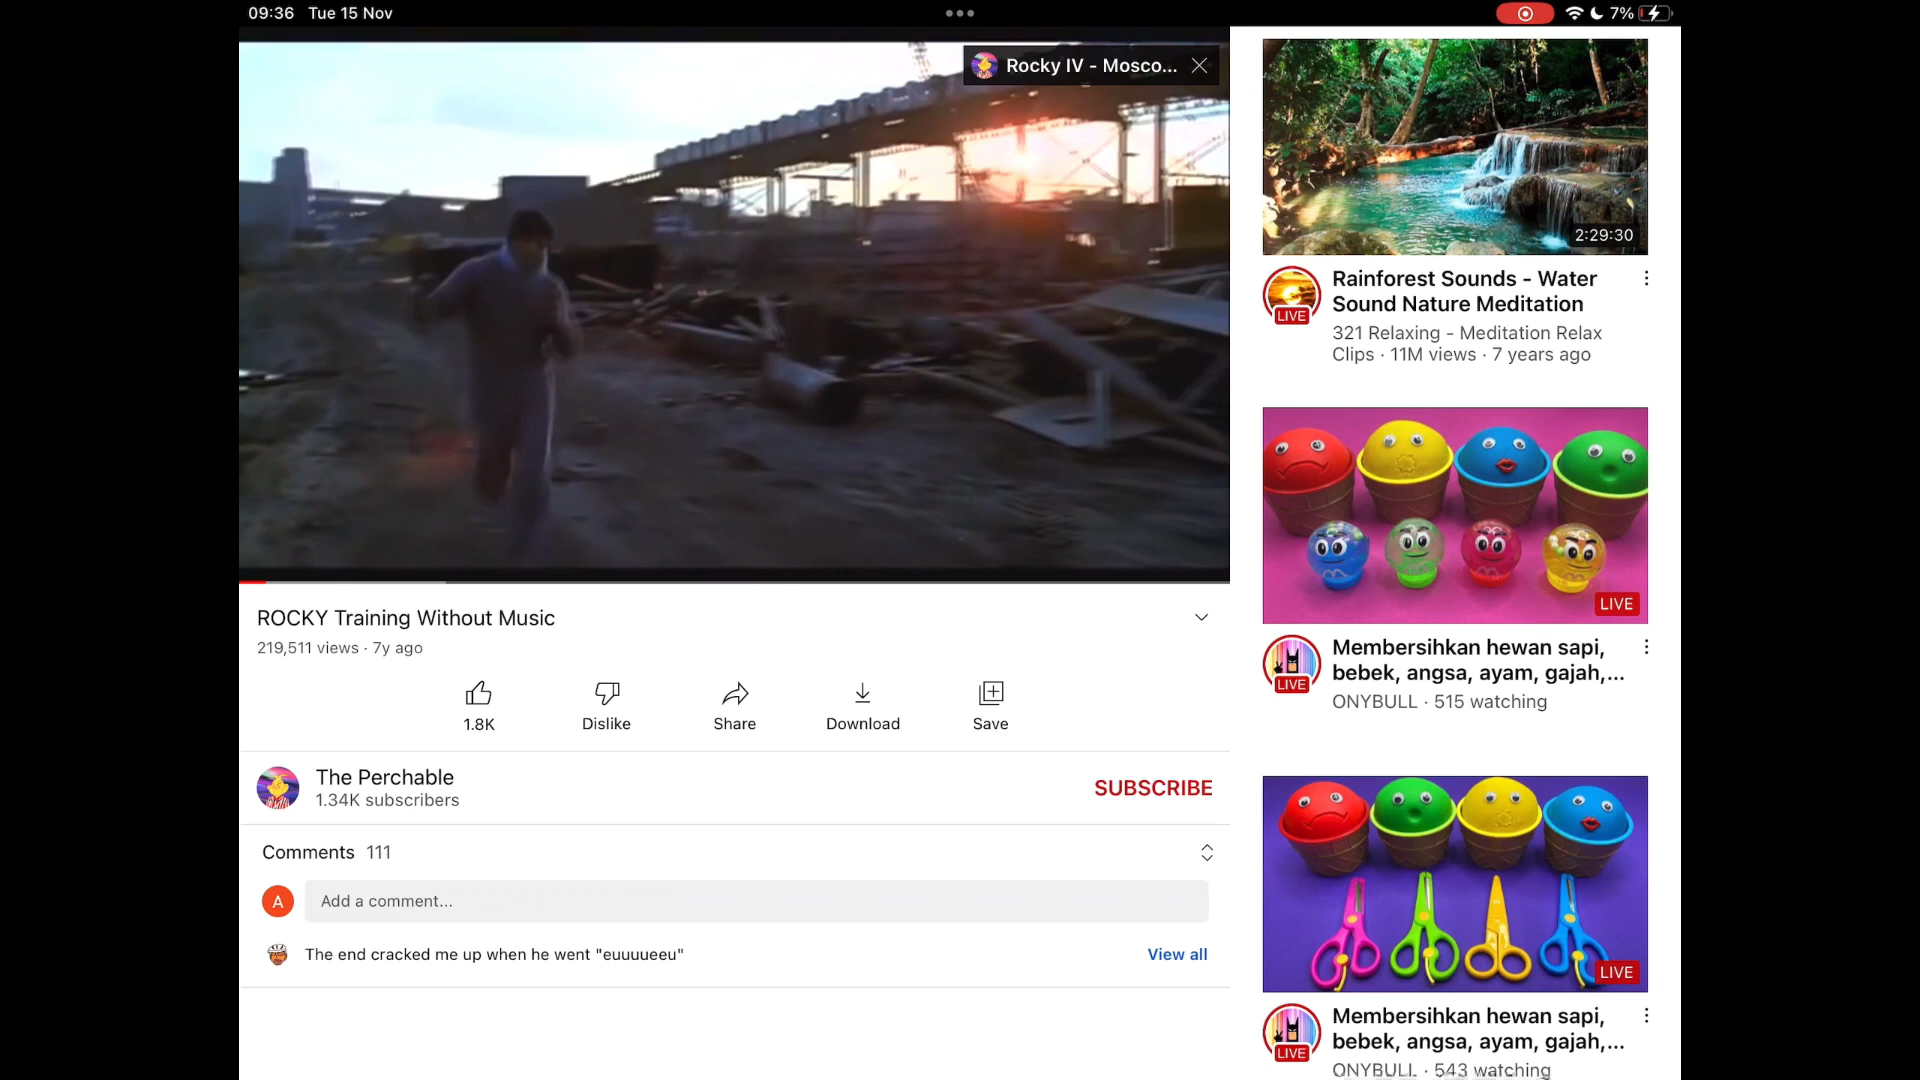 09:36 Tue 15 Nov
7%
Rocky IV - Mosco...
ROCKY Training Without Music
219,511 views · 7y ago
1.8K
Dislike
Share
Download
Save
The Perchable
1.34K subscribers
SUBSCRIBE
Comments 111
A
Add a comment...
The end cracked me up when he went "euuuueeu"
View all
2:29:30
LIVE
Rainforest Sounds - Water
Sound Nature Meditation
321 Relaxing - Meditation Relax
Clips · 11M views · 7 years ago
LIVE
LIVE
Membersihkan hewan sapi,
bebek, angsa, ayam, gajah,...
ONYBULL · 515 watching
LIVE
LIVE
Membersihkan hewan sapi,
bebek, angsa, ayam, gajah,...
ONYBULL · 543 watching